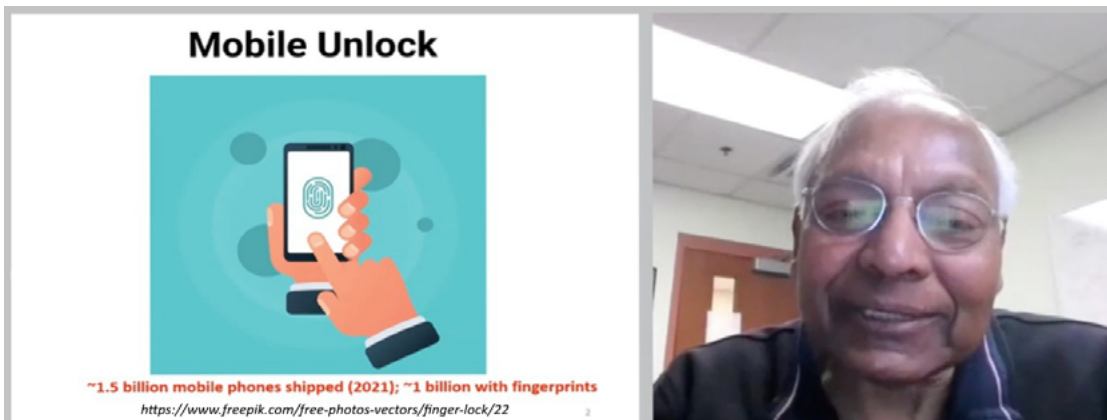 Mobile Unlock
~1.5 billion mobile phones shipped (2021); ~1 billion with fingerprints
https://www.freepik.com/free-photos-vectors/finger-lock/22
2